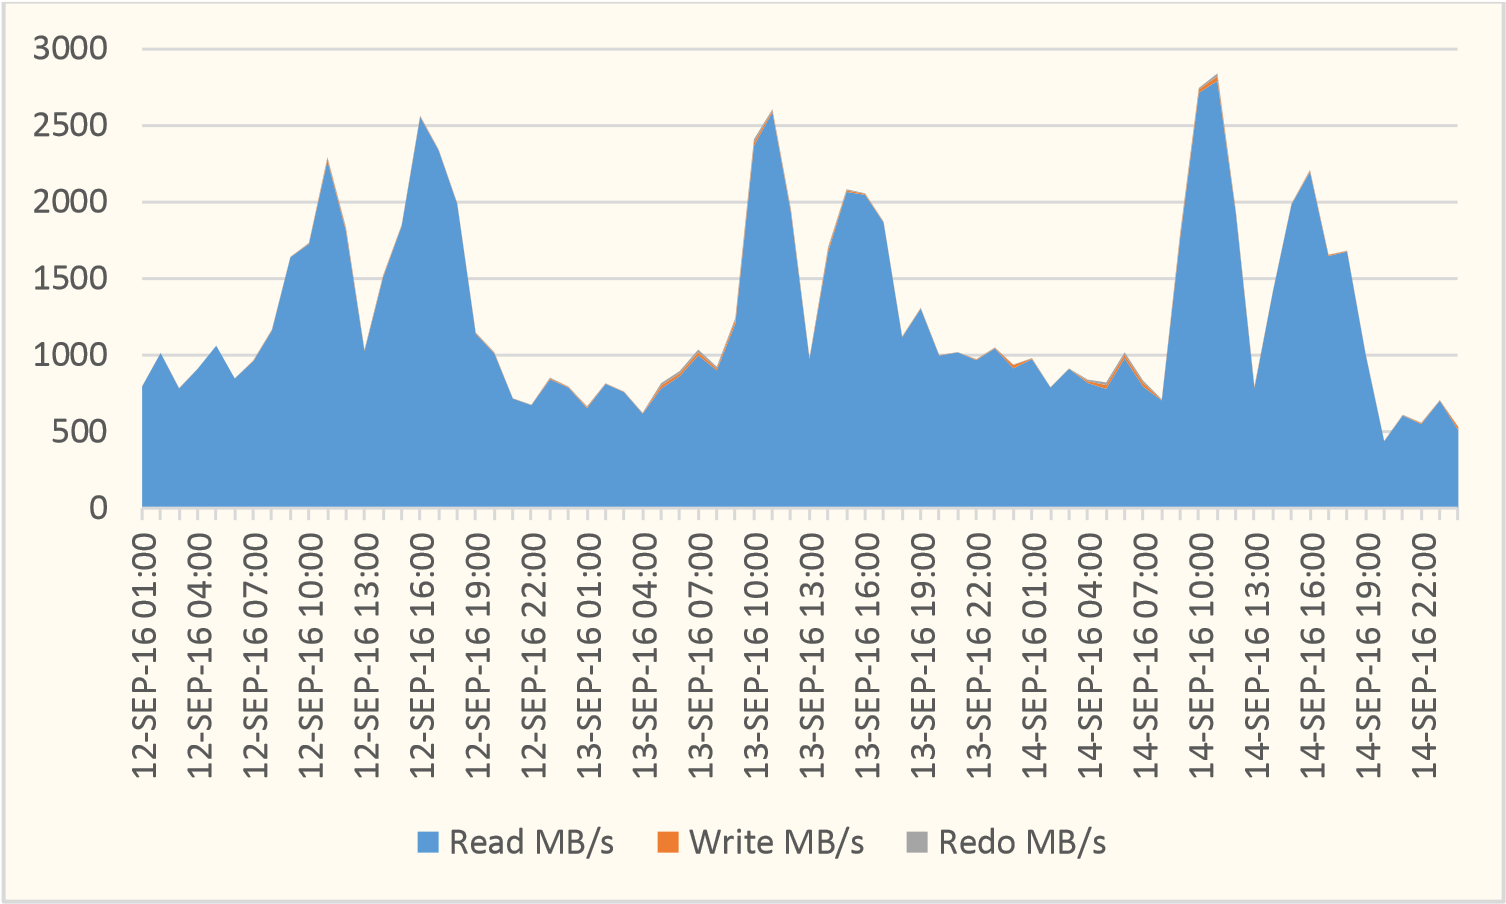 3000
2500
2000
1500
1000
500
0
12-SEP-16 01:00
12-SEP-16 04:00
12-SEP-16 07:00
12-SEP-16 10:00
12-SEP-16 13:00
12-SEP-16 16:00
12-SEP-16 19:00
12-SEP-16 22:00
13-SEP-16 01:00
13-SEP-16 04:00
13-SEP-16 07:00
13-SEP-16 10:00
13-SEP-16 13:00
13-SEP-16 16:00
13-SEP-16 19:00
13-SEP-16 22:00
14-SEP-16 01:00
14-SEP-16 04:00
14-SEP-16 07:00
14-SEP-16 10:00
14-SEP-16 13:00
14-SEP-16 16:00
14-SEP-16 19:00
14-SEP-16 22:00
Read MB/s Write MB/s Redo MB/s